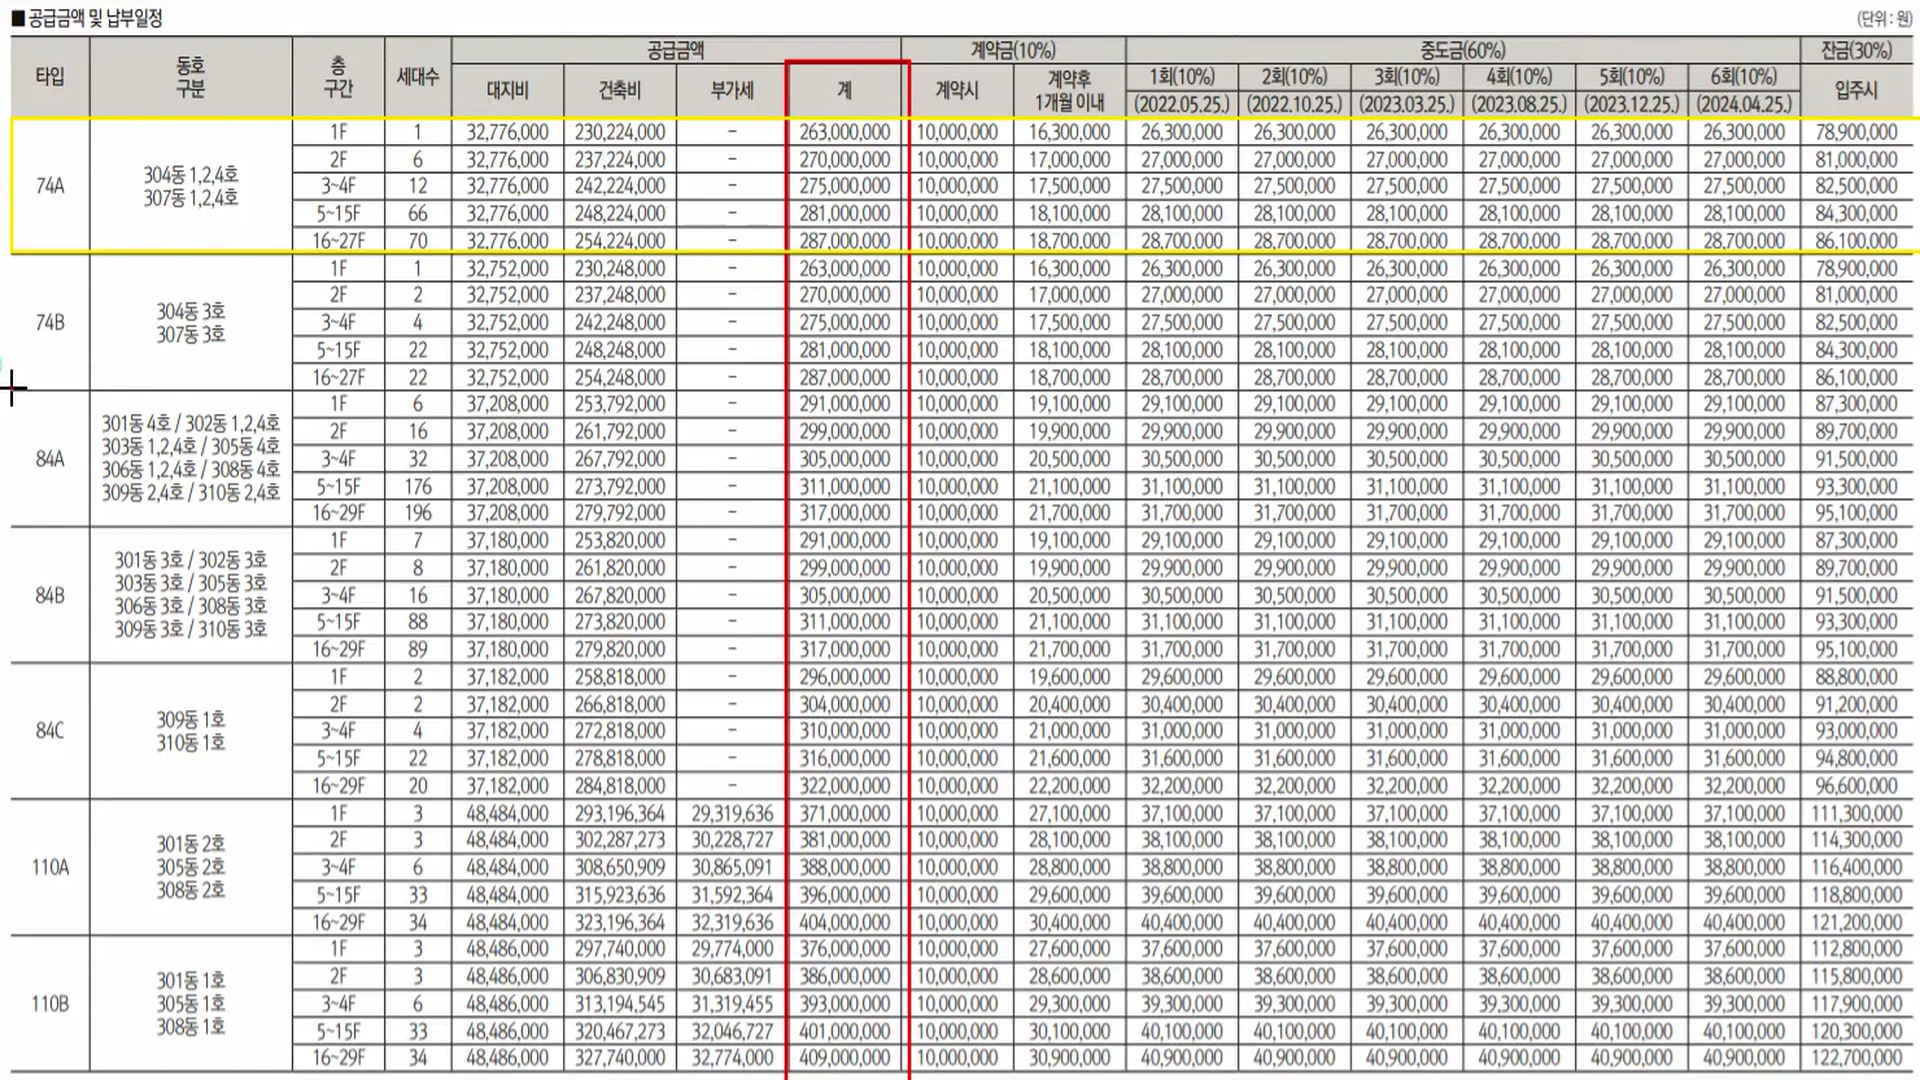 ■ 공급금액 및 납부일정
(단위 : 원)
타입 동호 구분 층 구간 세대수 공급금액 계약금(10%) 중도금(60%) 잔금(30%)
대지비 건축비 부가세 계 계약시 계약후 1개월 이내 1회(10%) 2회(10%) 3회(10%) 4회(10%) 5회(10%) 6회(10%) 입주시
(2022.05.25.) (2022.10.25.) (2023.03.25.) (2023.08.25.) (2023.12.25.) (2024.04.25.)
74A
304동 1,2,4호
307동 1,2,4호
1F 1 32,776,000 230,224,000 – 263,000,000 10,000,000 16,300,000 26,300,000 26,300,000 26,300,000 26,300,000 26,300,000 26,300,000 78,900,000
2F 6 32,776,000 237,224,000 – 270,000,000 10,000,000 17,000,000 27,000,000 27,000,000 27,000,000 27,000,000 27,000,000 27,000,000 81,000,000
3~4F 12 32,776,000 242,224,000 – 275,000,000 10,000,000 17,500,000 27,500,000 27,500,000 27,500,000 27,500,000 27,500,000 27,500,000 82,500,000
5~15F 66 32,776,000 248,224,000 – 281,000,000 10,000,000 18,100,000 28,100,000 28,100,000 28,100,000 28,100,000 28,100,000 28,100,000 84,300,000
16~27F 70 32,776,000 254,224,000 – 287,000,000 10,000,000 18,700,000 28,700,000 28,700,000 28,700,000 28,700,000 28,700,000 28,700,000 86,100,000
74B
304동 3호
307동 3호
1F 1 32,752,000 230,248,000 – 263,000,000 10,000,000 16,300,000 26,300,000 26,300,000 26,300,000 26,300,000 26,300,000 26,300,000 78,900,000
2F 2 32,752,000 237,248,000 – 270,000,000 10,000,000 17,000,000 27,000,000 27,000,000 27,000,000 27,000,000 27,000,000 27,000,000 81,000,000
3~4F 4 32,752,000 242,248,000 – 275,000,000 10,000,000 17,500,000 27,500,000 27,500,000 27,500,000 27,500,000 27,500,000 27,500,000 82,500,000
5~15F 22 32,752,000 248,248,000 – 281,000,000 10,000,000 18,100,000 28,100,000 28,100,000 28,100,000 28,100,000 28,100,000 28,100,000 84,300,000
16~27F 22 32,752,000 254,248,000 – 287,000,000 10,000,000 18,700,000 28,700,000 28,700,000 28,700,000 28,700,000 28,700,000 28,700,000 86,100,000
84A
301동 4호 / 302동 1,2,4호
303동 1,2,4호 / 305동 4호
306동 1,2,4호 / 308동 4호
309동 2,4호 / 310동 2,4호
1F 6 37,208,000 253,792,000 – 291,000,000 10,000,000 19,100,000 29,100,000 29,100,000 29,100,000 29,100,000 29,100,000 29,100,000 87,300,000
2F 16 37,208,000 261,792,000 – 299,000,000 10,000,000 19,900,000 29,900,000 29,900,000 29,900,000 29,900,000 29,900,000 29,900,000 89,700,000
3~4F 32 37,208,000 267,792,000 – 305,000,000 10,000,000 20,500,000 30,500,000 30,500,000 30,500,000 30,500,000 30,500,000 30,500,000 91,500,000
5~15F 176 37,208,000 273,792,000 – 311,000,000 10,000,000 21,100,000 31,100,000 31,100,000 31,100,000 31,100,000 31,100,000 31,100,000 93,300,000
16~29F 196 37,208,000 279,792,000 – 317,000,000 10,000,000 21,700,000 31,700,000 31,700,000 31,700,000 31,700,000 31,700,000 31,700,000 95,100,000
84B
301동 3호 / 302동 3호
303동 3호 / 305동 3호
306동 3호 / 308동 3호
309동 3호 / 310동 3호
1F 7 37,180,000 253,820,000 – 291,000,000 10,000,000 19,100,000 29,100,000 29,100,000 29,100,000 29,100,000 29,100,000 29,100,000 87,300,000
2F 8 37,180,000 261,820,000 – 299,000,000 10,000,000 19,900,000 29,900,000 29,900,000 29,900,000 29,900,000 29,900,000 29,900,000 89,700,000
3~4F 16 37,180,000 267,820,000 – 305,000,000 10,000,000 20,500,000 30,500,000 30,500,000 30,500,000 30,500,000 30,500,000 30,500,000 91,500,000
5~15F 88 37,180,000 273,820,000 – 311,000,000 10,000,000 21,100,000 31,100,000 31,100,000 31,100,000 31,100,000 31,100,000 31,100,000 93,300,000
16~29F 89 37,180,000 279,820,000 – 317,000,000 10,000,000 21,700,000 31,700,000 31,700,000 31,700,000 31,700,000 31,700,000 31,700,000 95,100,000
84C
309동 1호
310동 1호
1F 2 37,182,000 258,818,000 – 296,000,000 10,000,000 19,600,000 29,600,000 29,600,000 29,600,000 29,600,000 29,600,000 29,600,000 88,800,000
2F 2 37,182,000 266,818,000 – 304,000,000 10,000,000 20,400,000 30,400,000 30,400,000 30,400,000 30,400,000 30,400,000 30,400,000 91,200,000
3~4F 4 37,182,000 272,818,000 – 310,000,000 10,000,000 21,000,000 31,000,000 31,000,000 31,000,000 31,000,000 31,000,000 31,000,000 93,000,000
5~15F 22 37,182,000 278,818,000 – 316,000,000 10,000,000 21,600,000 31,600,000 31,600,000 31,600,000 31,600,000 31,600,000 31,600,000 94,800,000
16~29F 20 37,182,000 284,818,000 – 322,000,000 10,000,000 22,200,000 32,200,000 32,200,000 32,200,000 32,200,000 32,200,000 32,200,000 96,600,000
110A
301동 2호
305동 2호
308동 2호
1F 3 48,484,000 293,196,364 29,319,636 371,000,000 10,000,000 27,100,000 37,100,000 37,100,000 37,100,000 37,100,000 37,100,000 37,100,000 111,300,000
2F 3 48,484,000 302,287,273 30,228,727 381,000,000 10,000,000 28,100,000 38,100,000 38,100,000 38,100,000 38,100,000 38,100,000 38,100,000 114,300,000
3~4F 6 48,484,000 308,650,909 30,865,091 388,000,000 10,000,000 28,800,000 38,800,000 38,800,000 38,800,000 38,800,000 38,800,000 38,800,000 116,400,000
5~15F 33 48,484,000 315,923,636 31,592,364 396,000,000 10,000,000 29,600,000 39,600,000 39,600,000 39,600,000 39,600,000 39,600,000 39,600,000 118,800,000
16~29F 34 48,484,000 323,196,364 32,319,636 404,000,000 10,000,000 30,400,000 40,400,000 40,400,000 40,400,000 40,400,000 40,400,000 40,400,000 121,200,000
110B
301동 1호
305동 1호
308동 1호
1F 3 48,486,000 297,740,000 29,774,000 376,000,000 10,000,000 27,600,000 37,600,000 37,600,000 37,600,000 37,600,000 37,600,000 37,600,000 112,800,000
2F 3 48,486,000 306,830,909 30,683,091 386,000,000 10,000,000 28,600,000 38,600,000 38,600,000 38,600,000 38,600,000 38,600,000 38,600,000 115,800,000
3~4F 6 48,486,000 313,194,545 31,319,455 393,000,000 10,000,000 29,300,000 39,300,000 39,300,000 39,300,000 39,300,000 39,300,000 39,300,000 117,900,000
5~15F 33 48,486,000 320,467,273 32,046,727 401,000,000 10,000,000 30,100,000 40,100,000 40,100,000 40,100,000 40,100,000 40,100,000 40,100,000 120,300,000
16~29F 34 48,486,000 327,740,000 32,774,000 409,000,000 10,000,000 30,900,000 40,900,000 40,900,000 40,900,000 40,900,000 40,900,000 40,900,000 122,700,000